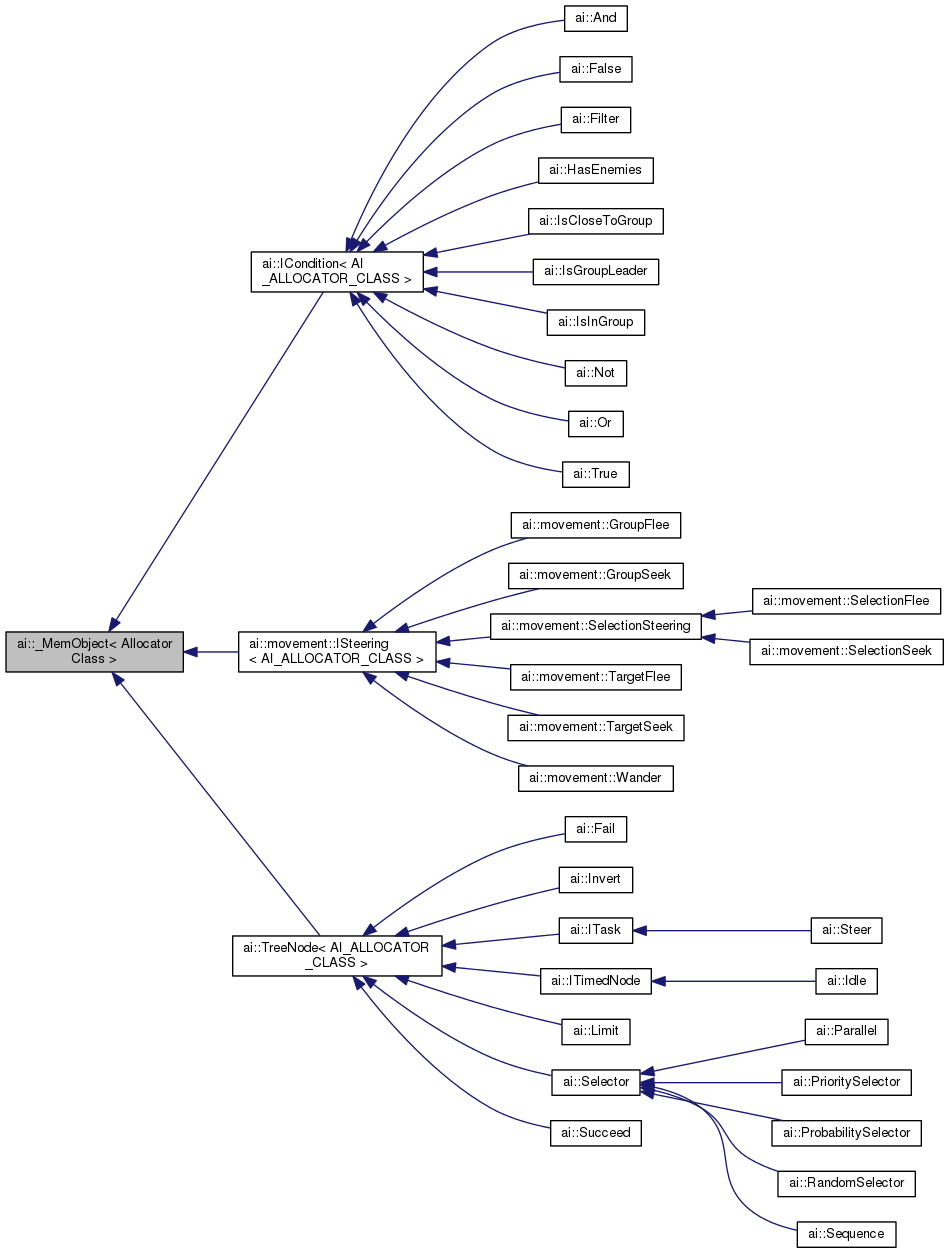 ai::And
ai::False
ai::Filter
ai::HasEnemies
ai::IsCloseToGroup
ai::ICondition< AI
_ALLOCATOR_CLASS >
ai::IsGroupLeader
ai::IsInGroup
ai::Not
ai::Or
ai::True
ai::movement::GroupFlee
ai::movement::GroupSeek
ai::movement::SelectionFlee
ai::movement::SelectionSteering
ai::_MemObject< Allocator
Class >
ai::movement::ISteering
< AI_ALLOCATOR_CLASS >
ai::movement::SelectionSeek
ai::movement::TargetFlee
ai::movement::TargetSeek
ai::movement::Wander
ai::Fail
ai::Invert
ai::ITask
ai::Steer
ai::TreeNode< AI_ALLOCATOR
_CLASS >
ai::ITimedNode
ai::Idle
ai::Limit
ai::Parallel
ai::Selector
ai::PrioritySelector
ai::Succeed
ai::ProbabilitySelector
ai::RandomSelector
ai::Sequence